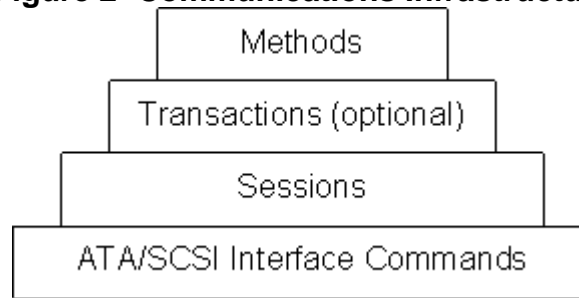 Methods
Transactions (optional)
Sessions
ATA/SCSI Interface Commands